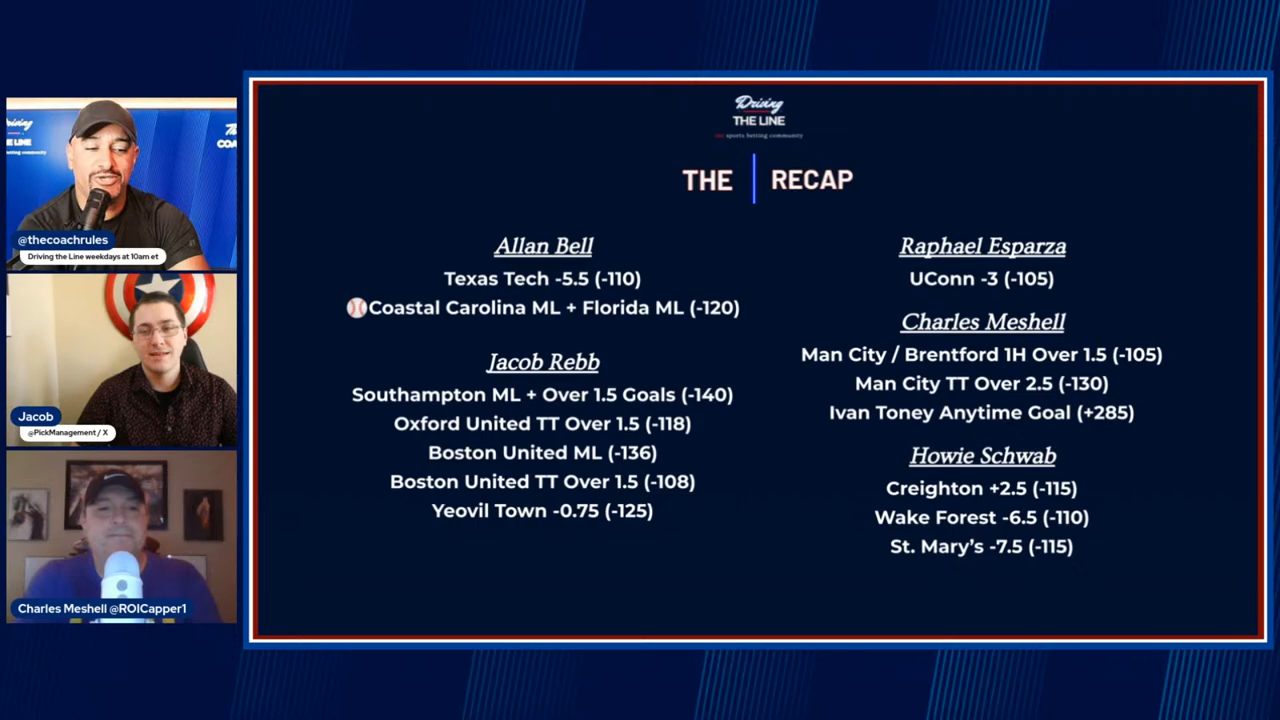 Driving
THE LINE
the sports betting community
THE | RECAP
Allan Bell
Texas Tech -5.5 (-110)
⚾Coastal Carolina ML + Florida ML (-120)
Jacob Rebb
Southampton ML + Over 1.5 Goals (-140)
Oxford United TT Over 1.5 (-118)
Boston United ML (-136)
Boston United TT Over 1.5 (-108)
Yeovil Town -0.75 (-125)
Raphael Esparza
UConn -3 (-105)
Charles Meshell
Man City / Brentford 1H Over 1.5 (-105)
Man City TT Over 2.5 (-130)
Ivan Toney Anytime Goal (+285)
Howie Schwab
Creighton +2.5 (-115)
Wake Forest -6.5 (-110)
St. Mary's -7.5 (-115)
@thecoachrules
Driving the Line weekdays at 10am et
Jacob
@PickManagement / X
Charles Meshell @ROICapper1